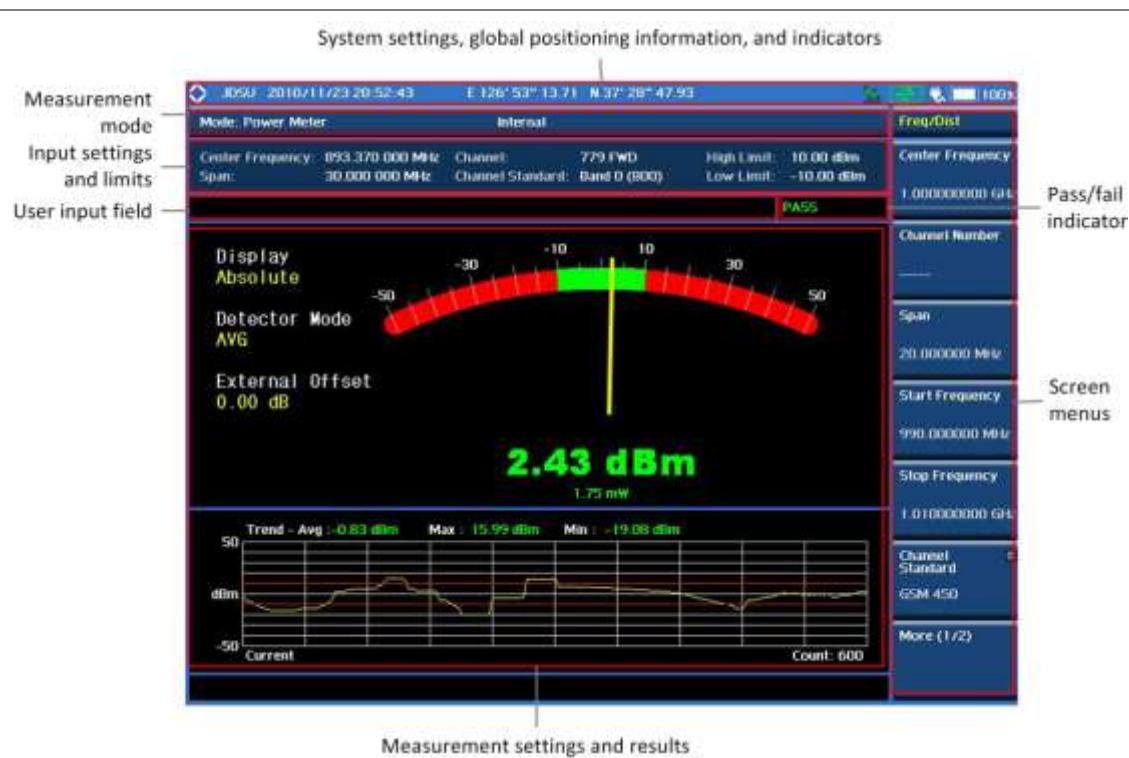 System settings, global positioning information, and indicators
Measurement mode
Input settings and limits
User input field
Pass/fail indicator
Screen menus
JDSU 2010/11/23 20:52:43 E 126° 53" 13.71 N 37° 28" 47.93 100%
Mode: Power Meter Internal
Center Frequency: 893.370 000 MHz Channel: 779 FWD High Limit: 10.00 dBm
Span: 30.000 000 MHz Channel Standard: Band 0 (800) Low Limit: -10.00 dBm
PASS
Display
Absolute
Detector Mode
AVG
External Offset
0.00 dB
-50 -30 -10 10 30 50
2.43 dBm
1.75 mW
Trend - Avg : -0.83 dBm Max : 15.99 dBm Min : -19.08 dBm
50
dBm
-50
Current Count: 600
Freq/Dist
Center Frequency
1.000000000 GHz
Channel Number
-----
Span
20.000000 MHz
Start Frequency
990.000000 MHz
Stop Frequency
1.010000000 GHz
Channel
Standard
GSM 450
More (1/2)
Measurement settings and results